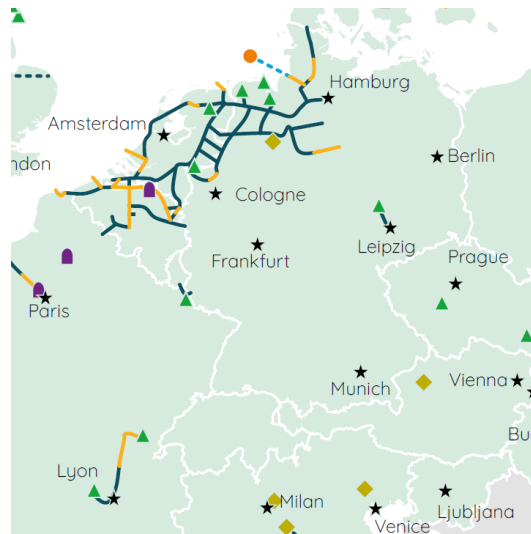 Hamburg
Amsterdam
Berlin
ndon
Cologne
Leipzig
Frankfurt
Prague
Paris
Munich
Vienna
Bu
Lyon
Milan
Ljubljana
Venice